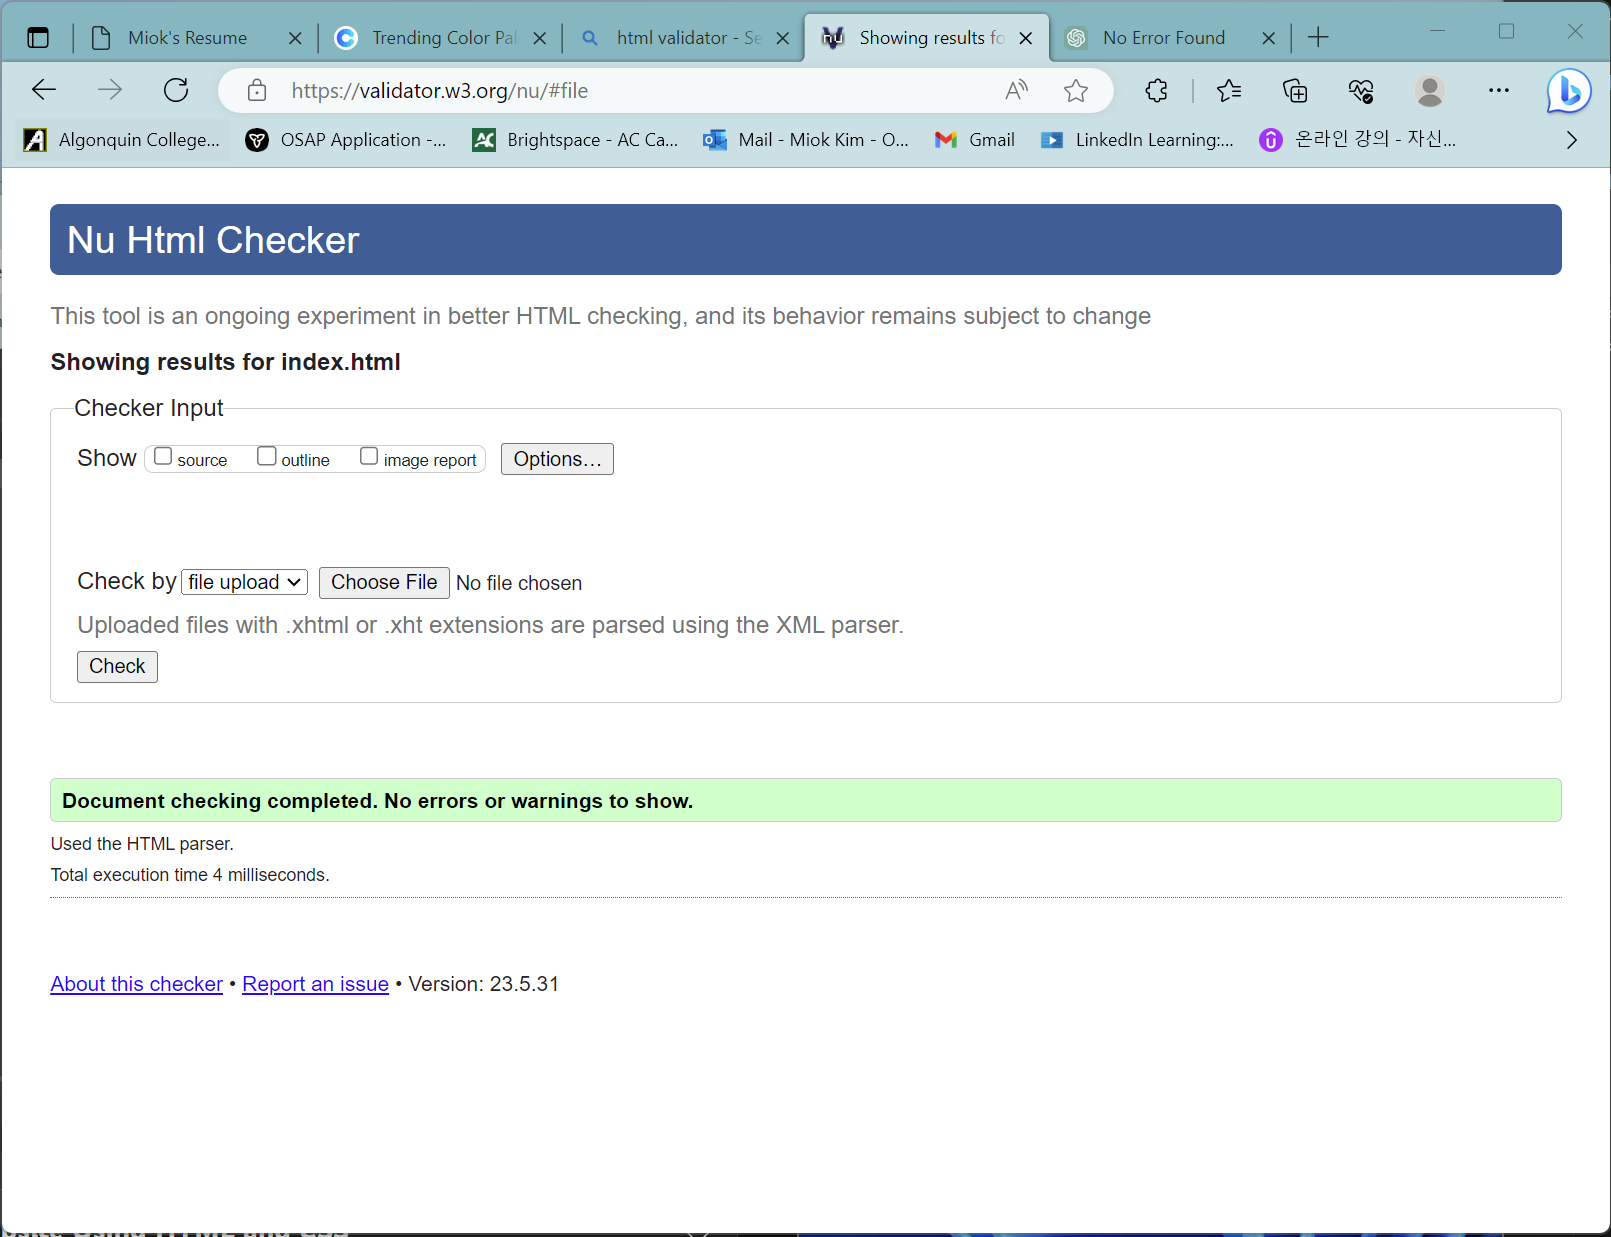 Miok's Resume
Trending Color Pal
html validator - Se
Showing results fo
No Error Found
https://validator.w3.org/nu/#file
Algonquin College...
OSAP Application -...
Brightspace - AC Ca...
Mail - Miok Kim - O...
Gmail
LinkedIn Learning:...
온라인 강의 - 자신...
Nu Html Checker
This tool is an ongoing experiment in better HTML checking, and its behavior remains subject to change
Showing results for index.html
Checker Input
Show source outline image report Options...
Check by file upload Choose File No file chosen
Uploaded files with .xhtml or .xht extensions are parsed using the XML parser.
Check
Document checking completed. No errors or warnings to show.
Used the HTML parser.
Total execution time 4 milliseconds.
About this checker • Report an issue • Version: 23.5.31